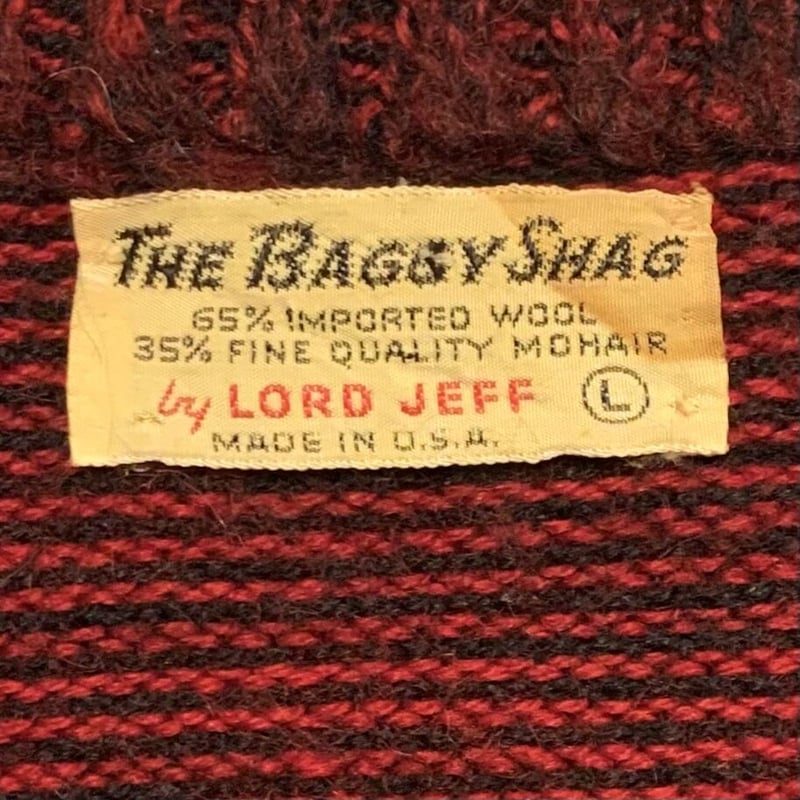 THE BAGGY SHAG
65% IMPORTED WOOL
35% FINE QUALITY MOHAIR
by LORD JEFF L
MADE IN U.S.A.